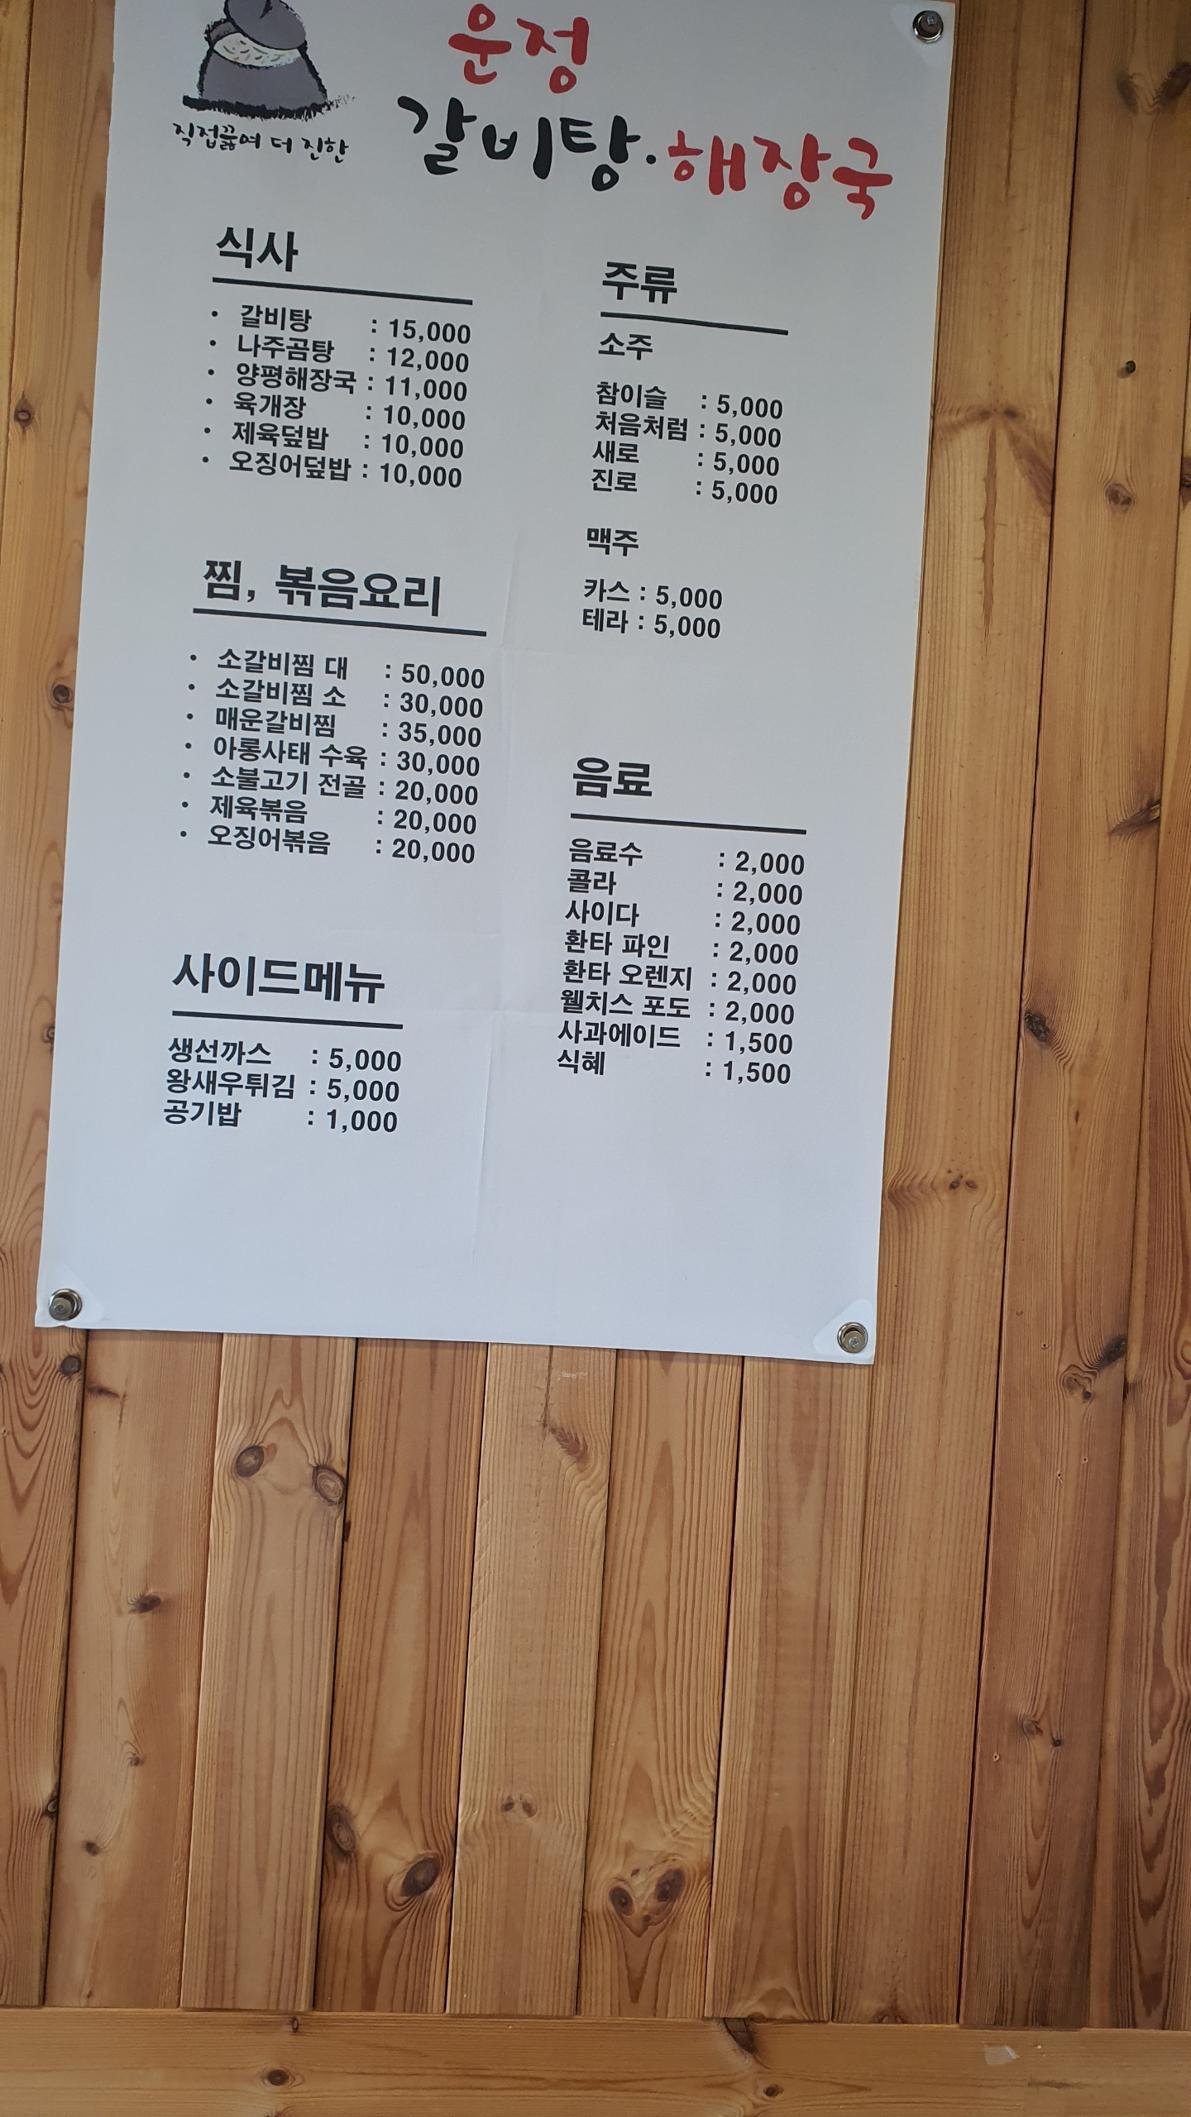 운정
갈비탕·해장국
직접끓여 더 진한
식사
• 갈비탕 : 15,000
• 나주곰탕 : 12,000
• 양평해장국 : 11,000
• 육개장 : 10,000
• 제육덮밥 : 10,000
• 오징어덮밥 : 10,000
찜, 볶음요리
• 소갈비찜 대 : 50,000
• 소갈비찜 소 : 30,000
• 매운갈비찜 : 35,000
• 아롱사태 수육 : 30,000
• 소불고기 전골 : 20,000
• 제육볶음 : 20,000
• 오징어볶음 : 20,000
사이드메뉴
생선까스 : 5,000
왕새우튀김 : 5,000
공기밥 : 1,000
주류
소주
참이슬 : 5,000
처음처럼 : 5,000
새로 : 5,000
진로 : 5,000
맥주
카스 : 5,000
테라 : 5,000
음료
음료수 : 2,000
콜라 : 2,000
사이다 : 2,000
환타 파인 : 2,000
환타 오렌지 : 2,000
웰치스 포도 : 2,000
사과에이드 : 1,500
식혜 : 1,500